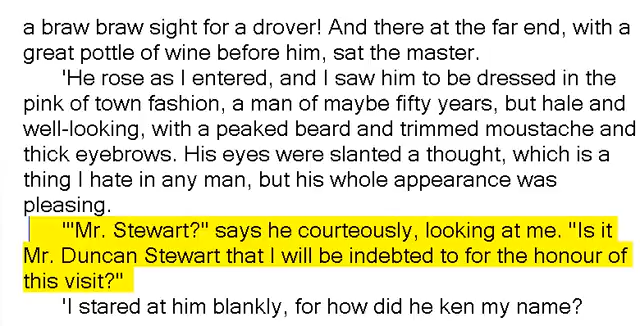 a braw braw sight for a drover! And there at the far end, with a
great pottle of wine before him, sat the master.
'He rose as I entered, and I saw him to be dressed in the
pink of town fashion, a man of maybe fifty years, but hale and
well-looking, with a peaked beard and trimmed moustache and
thick eyebrows. His eyes were slanted a thought, which is a
thing I hate in any man, but his whole appearance was
pleasing.
'"Mr. Stewart?" says he courteously, looking at me. "Is it
Mr. Duncan Stewart that I will be indebted to for the honour of
this visit?"
'I stared at him blankly, for how did he ken my name?